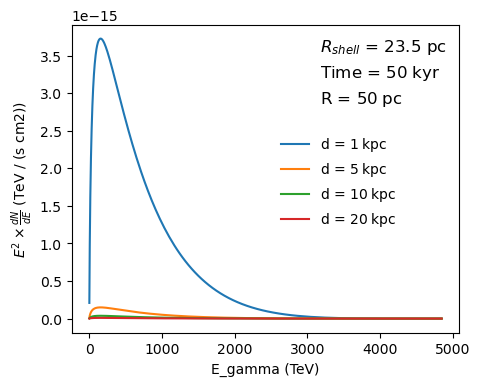 1e−15
R_shell = 23.5 pc
Time = 50 kyr
R = 50 pc
d = 1 kpc
d = 5 kpc
d = 10 kpc
d = 20 kpc
E² × dN/dE (TeV / (s cm2))
3.5
3.0
2.5
2.0
1.5
1.0
0.5
0.0
0 1000 2000 3000 4000 5000
E_gamma (TeV)